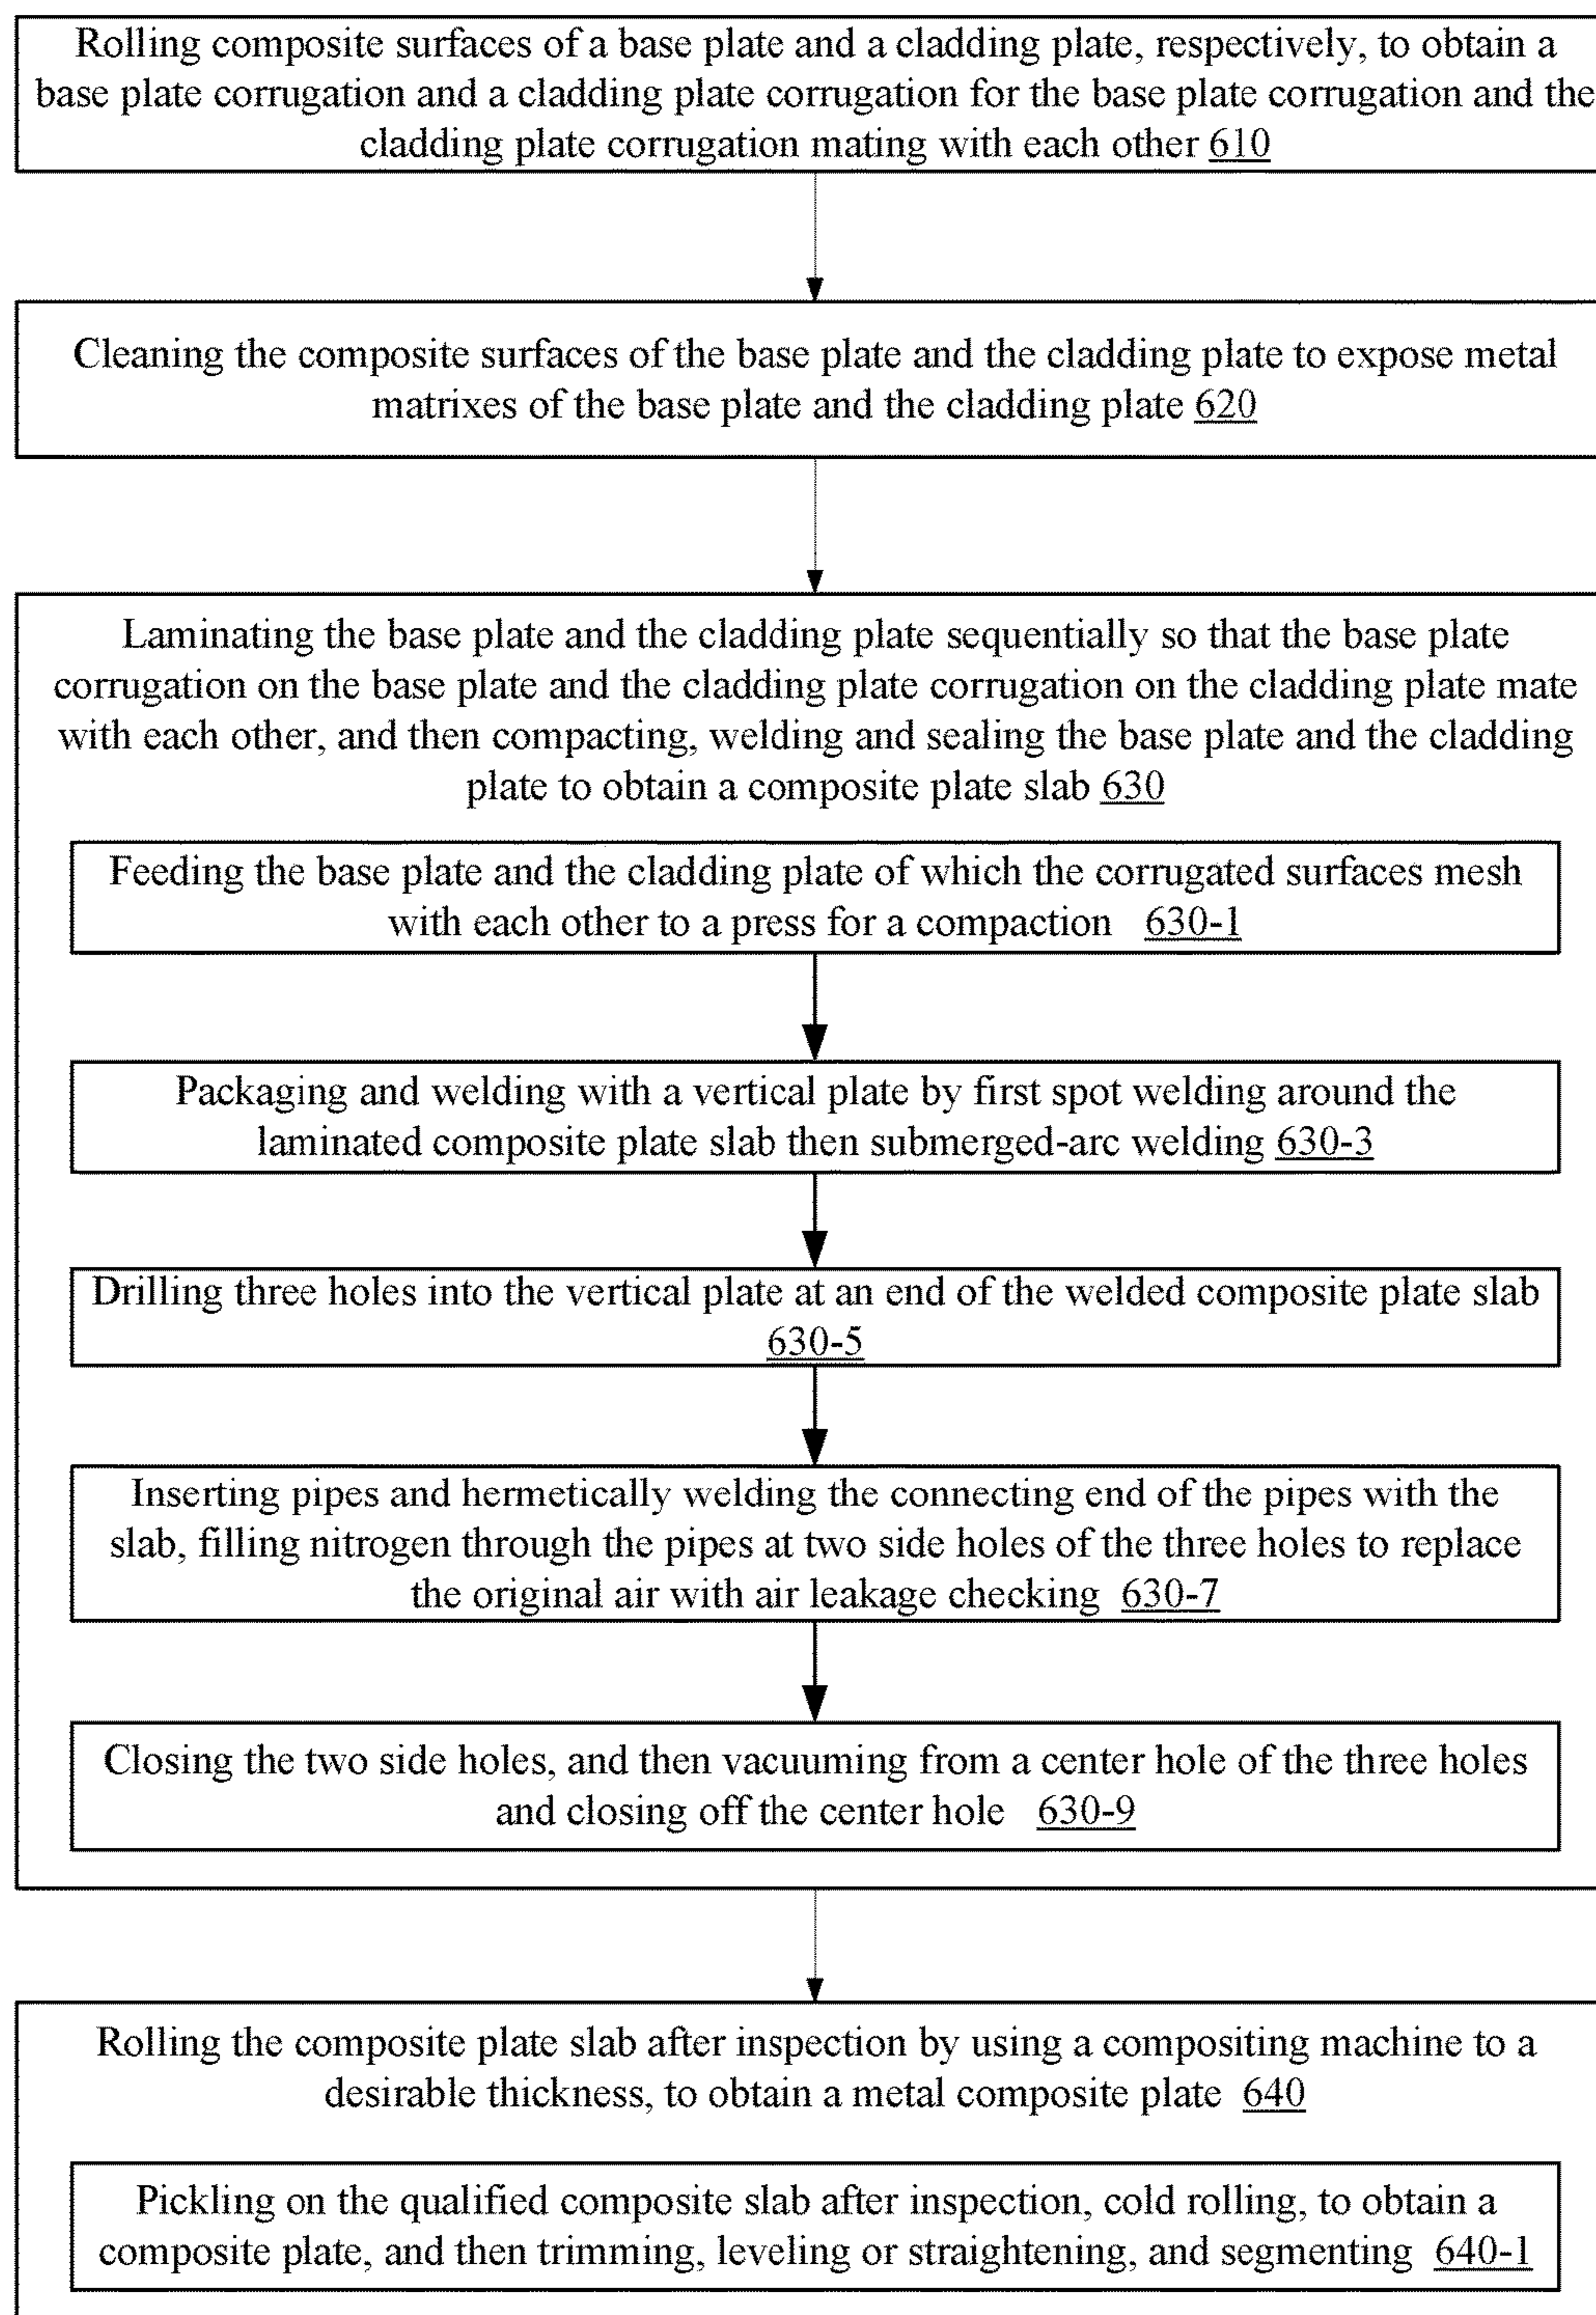 Rolling composite surfaces of a base plate and a cladding plate, respectively, to obtain a
base plate corrugation and a cladding plate corrugation for the base plate corrugation and the
cladding plate corrugation mating with each other 610
Cleaning the composite surfaces of the base plate and the cladding plate to expose metal
matrixes of the base plate and the cladding plate 620
Laminating the base plate and the cladding plate sequentially so that the base plate
corrugation on the base plate and the cladding plate corrugation on the cladding plate mate
with each other, and then compacting, welding and sealing the base plate and the cladding
plate to obtain a composite plate slab 630
Feeding the base plate and the cladding plate of which the corrugated surfaces mesh
with each other to a press for a compaction 630-1
Packaging and welding with a vertical plate by first spot welding around the
laminated composite plate slab then submerged-arc welding 630-3
Drilling three holes into the vertical plate at an end of the welded composite plate slab
630-5
Inserting pipes and hermetically welding the connecting end of the pipes with the
slab, filling nitrogen through the pipes at two side holes of the three holes to replace
the original air with air leakage checking 630-7
Closing the two side holes, and then vacuuming from a center hole of the three holes
and closing off the center hole 630-9
Rolling the composite plate slab after inspection by using a compositing machine to a
desirable thickness, to obtain a metal composite plate 640
Pickling on the qualified composite slab after inspection, cold rolling, to obtain a
composite plate, and then trimming, leveling or straightening, and segmenting 640-1